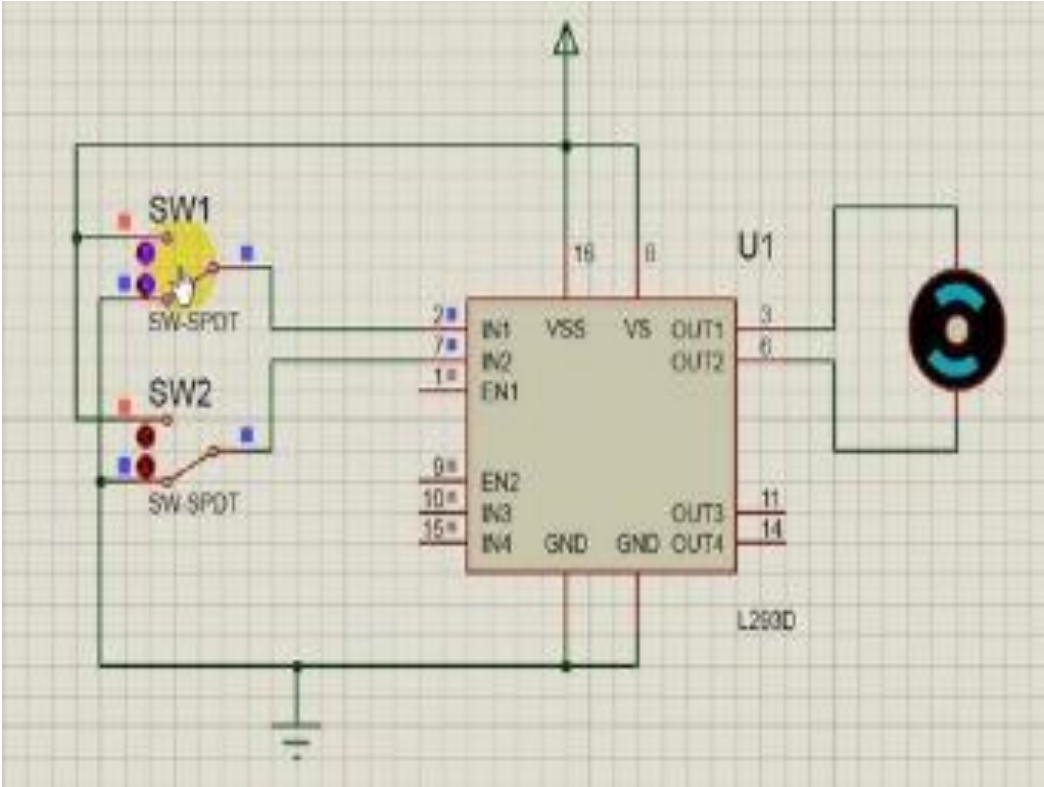 SW1
SW-SPDT
SW2
SW-SPDT
U1
16
8
2
IN1
VSS
VS
OUT1
3
7
IN2
OUT2
6
1
EN1
9
EN2
10
IN3
OUT3
11
15
IN4
GND
GND
OUT4
14
L293D